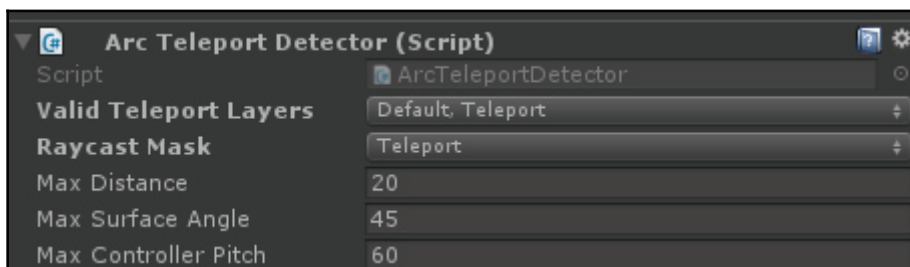 Arc Teleport Detector (Script)
Script ArcTeleportDetector
Valid Teleport Layers Default, Teleport
Raycast Mask Teleport
Max Distance 20
Max Surface Angle 45
Max Controller Pitch 60